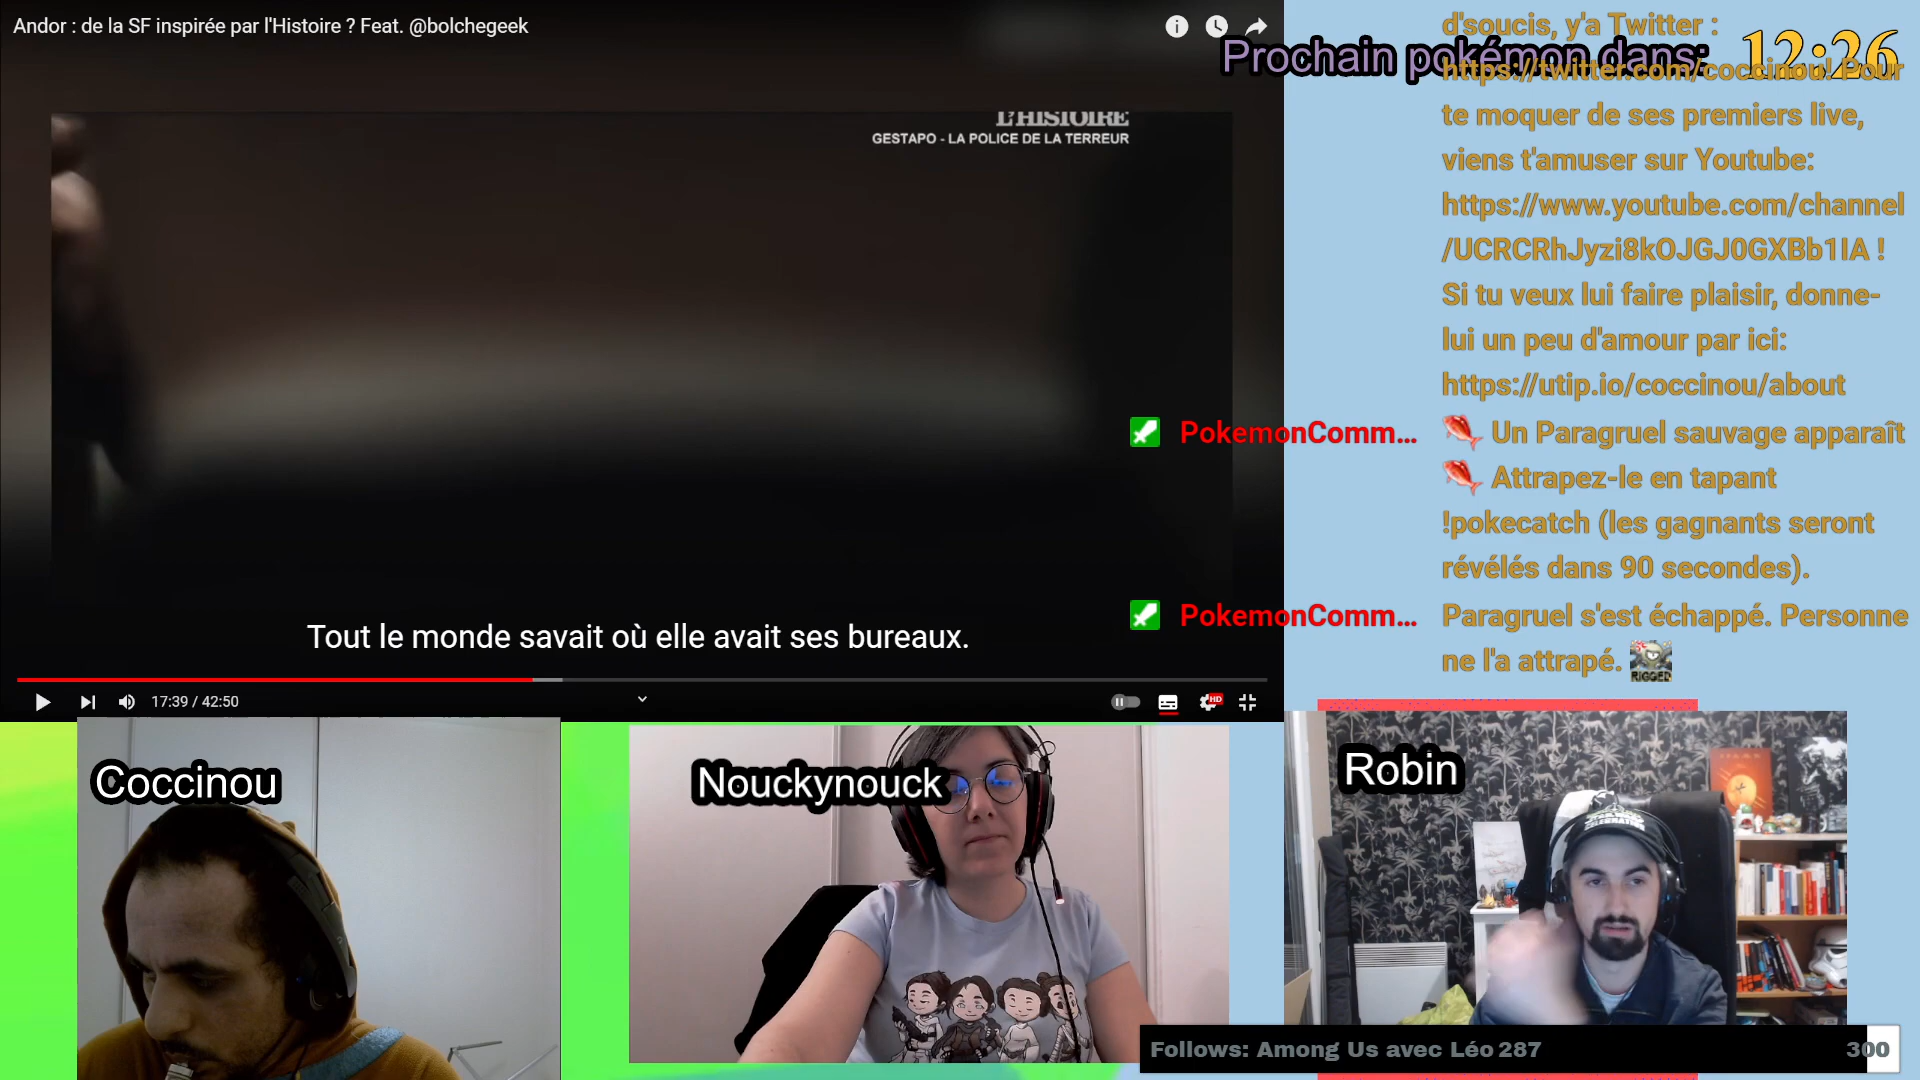 Andor : de la SF inspirée par l'Histoire ? Feat. @bolchegeek
L'HISTOIRE
GESTAPO - LA POLICE DE LA TERREUR
Tout le monde savait où elle avait ses bureaux.
17:39 / 42:50
HD
Prochain pokémon dans:
12:26
d'soucis, y'a Twitter :
https://twitter.com/coccinou! Pour
te moquer de ses premiers live,
viens t'amuser sur Youtube:
https://www.youtube.com/channel
/UCRCRhJyzi8kOJGJ0GXBb1IA !
Si tu veux lui faire plaisir, donne-
lui un peu d'amour par ici:
https://utip.io/coccinou/about
PokemonComm...
Un Paragruel sauvage apparaît
Attrapez-le en tapant
!pokecatch (les gagnants seront
révélés dans 90 secondes).
PokemonComm...
Paragruel s'est échappé. Personne
ne l'a attrapé.
RIGGED
Coccinou
Nouckynouck
Robin
Follows: Among Us avec Léo 287
300